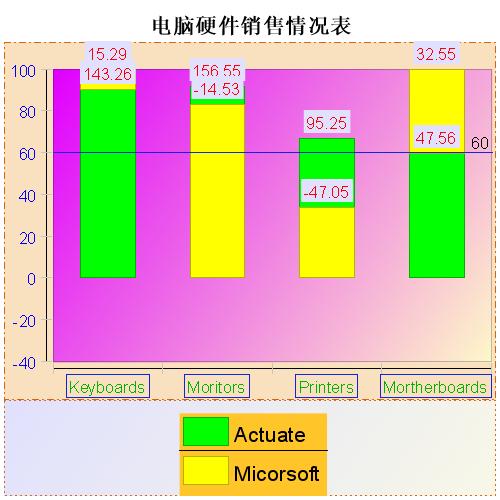 电脑硬件销售情况表
15.29
143.26
156.55
-14.53
95.25
-47.05
32.55
47.56
60
100
80
60
40
20
0
-20
-40
Keyboards
Moritors
Printers
Mortherboards
Actuate
Micorsoft